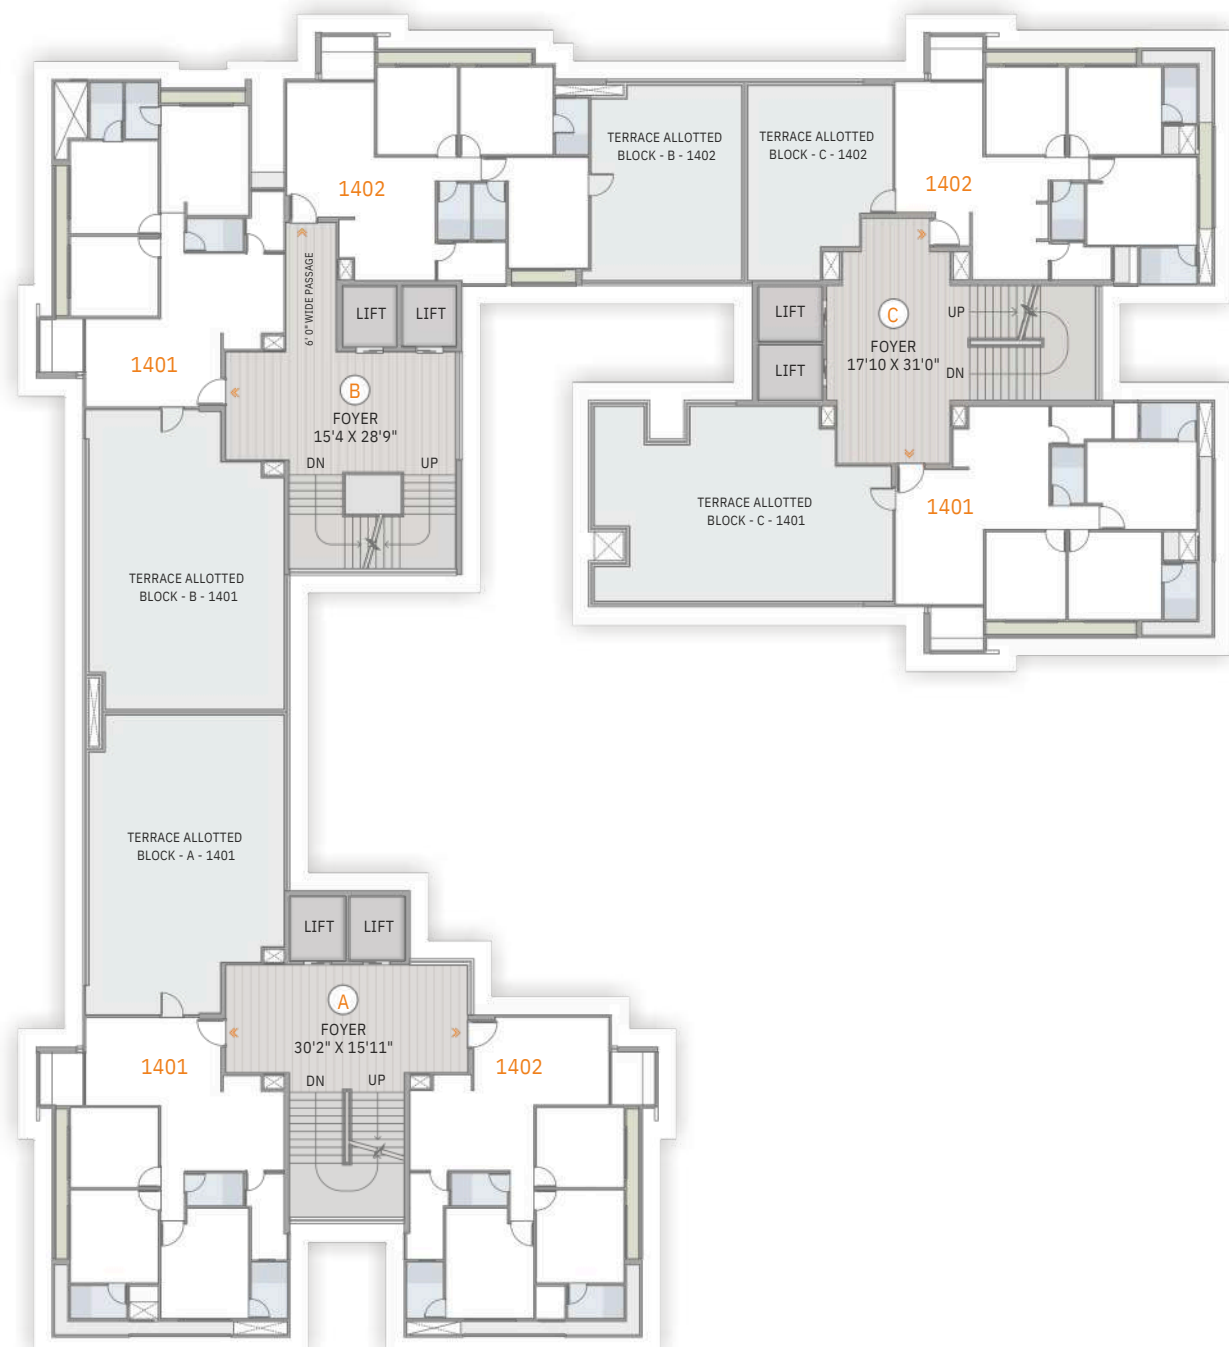 TERRACE ALLOTTED
BLOCK - B - 1402
TERRACE ALLOTTED
BLOCK - C - 1402
1402
1402
6' 0" WIDE PASSAGE
LIFT
LIFT
LIFT
LIFT
C
FOYER
17'10 X 31'0"
UP
DN
1401
B
FOYER
15'4 X 28'9"
DN
UP
TERRACE ALLOTTED
BLOCK - C - 1401
1401
TERRACE ALLOTTED
BLOCK - B - 1401
TERRACE ALLOTTED
BLOCK - A - 1401
LIFT
LIFT
A
FOYER
30'2" X 15'11"
DN
UP
1401
1402